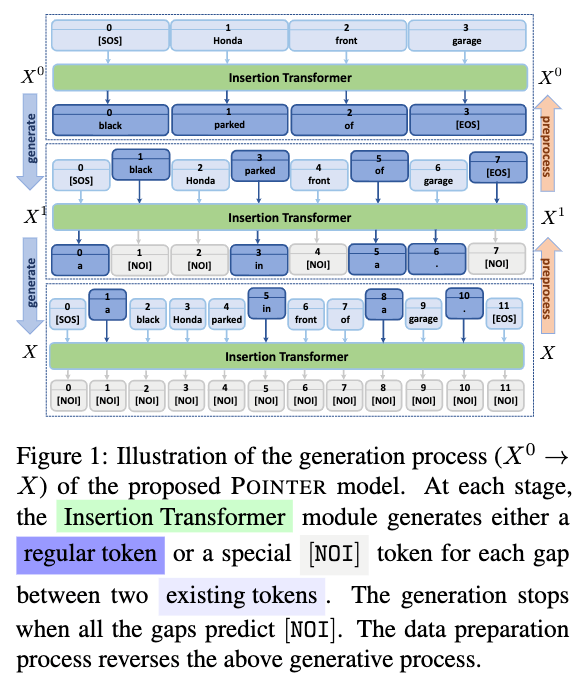 0 1 2 3
[SOS] Honda front garage
X⁰ Insertion Transformer X⁰
0 1 2 3
black parked of [EOS]
generate preprocess
0 1 2 3 4 5 6 7
[SOS] black Honda parked front of garage [EOS]
X¹ Insertion Transformer X¹
0 1 2 3 4 5 6 7
a [NOI] [NOI] in [NOI] a . [NOI]
generate preprocess
0 1 2 3 4 5 6 7 8 9 10 11
[SOS] a black Honda parked in front of a garage . [EOS]
X Insertion Transformer X
0 1 2 3 4 5 6 7 8 9 10 11
[NOI] [NOI] [NOI] [NOI] [NOI] [NOI] [NOI] [NOI] [NOI] [NOI] [NOI] [NOI]
Figure 1: Illustration of the generation process (X⁰ →
X) of the proposed POINTER model. At each stage,
the Insertion Transformer module generates either a
regular token or a special [NOI] token for each gap
between two existing tokens . The generation stops
when all the gaps predict [NOI]. The data preparation
process reverses the above generative process.